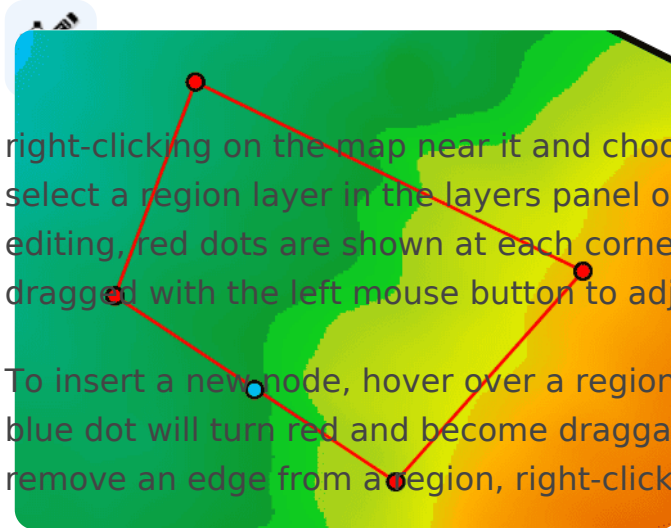 right-clicking on the map near it and choo
select a region layer in the layers panel o
editing, red dots are shown at each corne
dragged with the left mouse button to adj
To insert a new node, hover over a region
blue dot will turn red and become dragga
remove an edge from a region, right-click